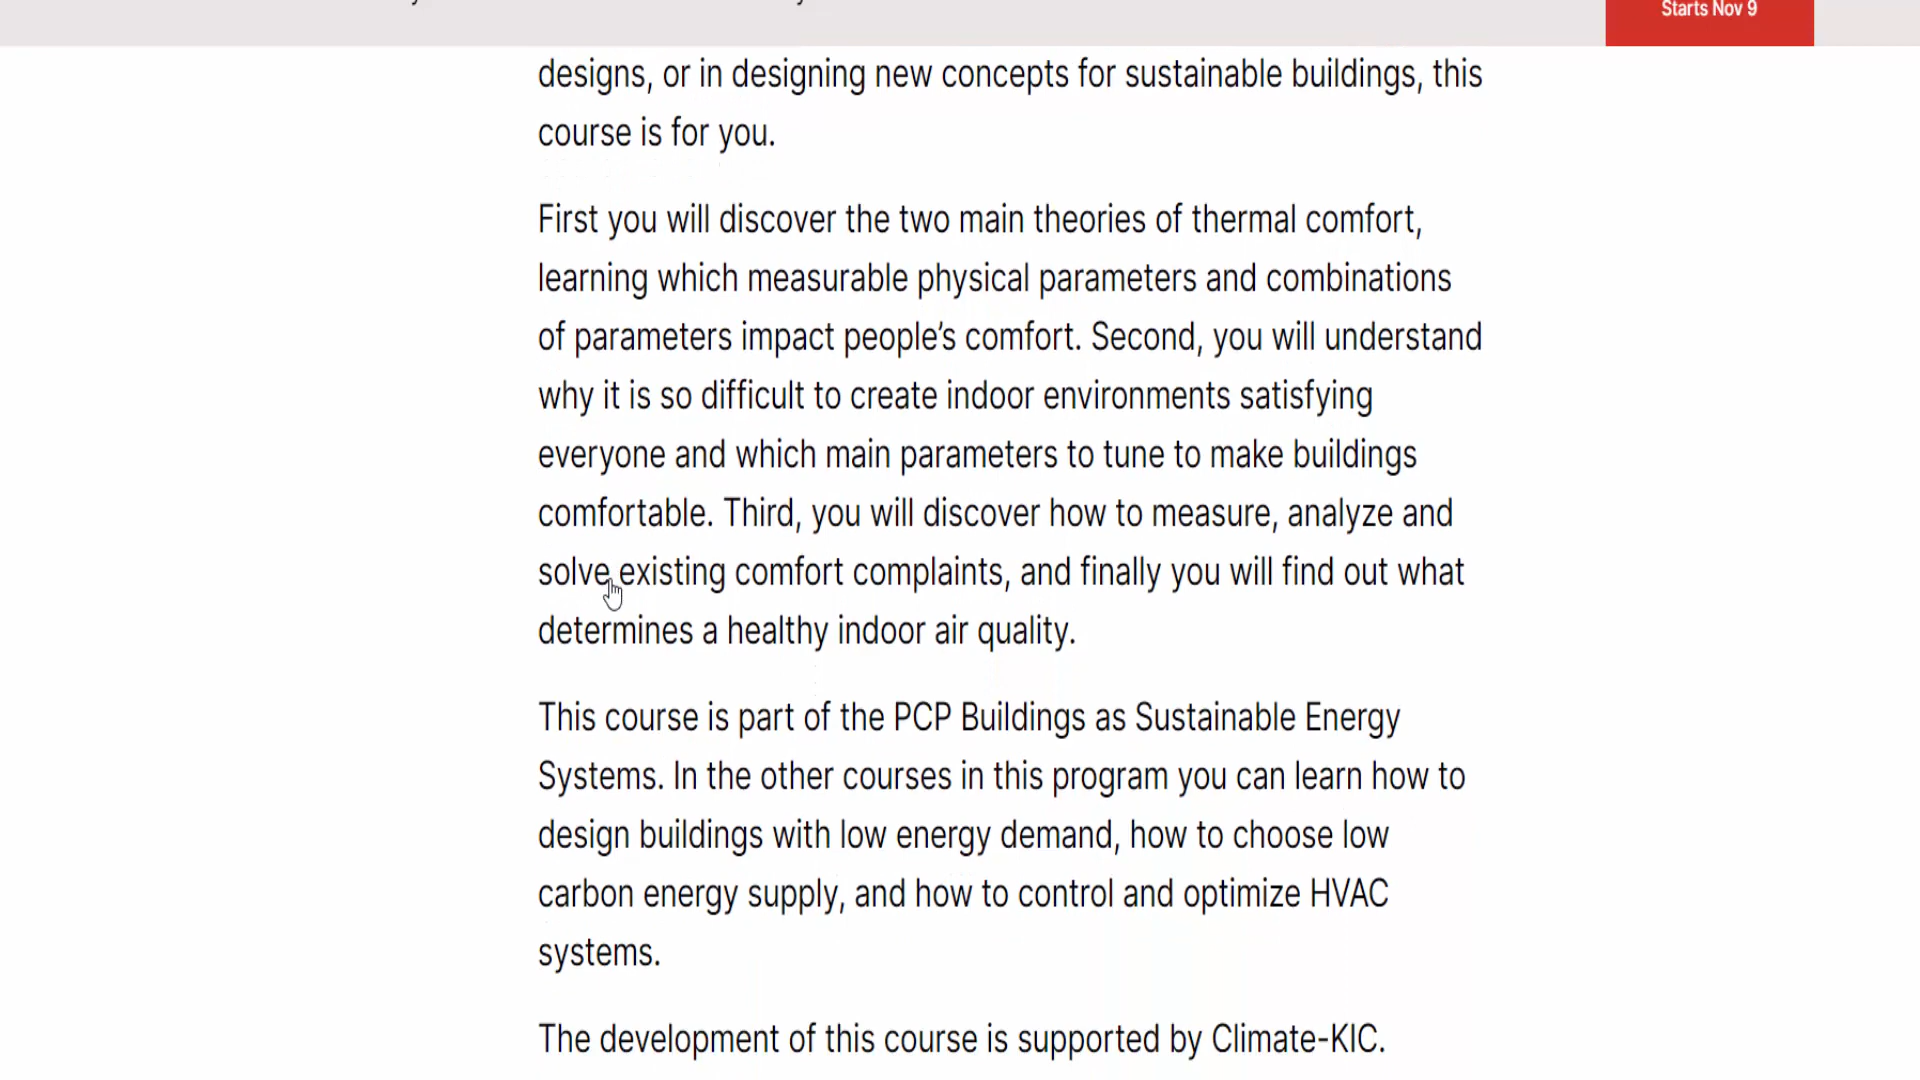 Starts Nov 9
designs, or in designing new concepts for sustainable buildings, this
course is for you.
First you will discover the two main theories of thermal comfort,
learning which measurable physical parameters and combinations
of parameters impact people’s comfort. Second, you will understand
why it is so difficult to create indoor environments satisfying
everyone and which main parameters to tune to make buildings
comfortable. Third, you will discover how to measure, analyze and
solve existing comfort complaints, and finally you will find out what
determines a healthy indoor air quality.
This course is part of the PCP Buildings as Sustainable Energy
Systems. In the other courses in this program you can learn how to
design buildings with low energy demand, how to choose low
carbon energy supply, and how to control and optimize HVAC
systems.
The development of this course is supported by Climate-KIC.